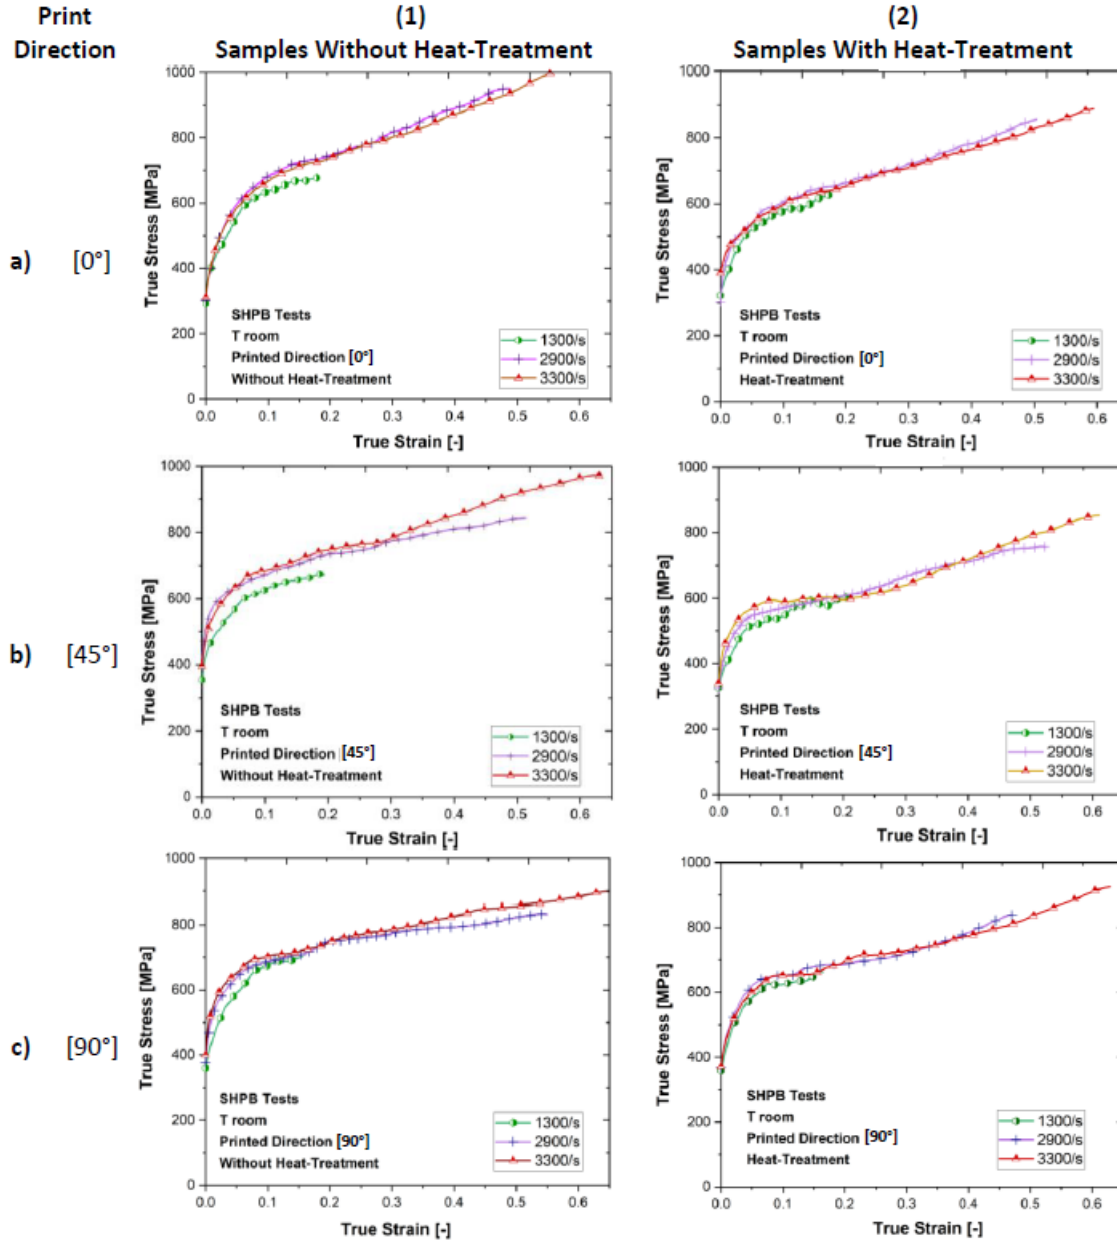 Print Direction
(1)
Samples Without Heat-Treatment
(2)
Samples With Heat-Treatment
a) [0°]
True Stress [MPa]
1000
800
600
400
200
0
SHPB Tests
T room
Printed Direction [0°]
Without Heat-Treatment
1300/s
2900/s
3300/s
0.0 0.1 0.2 0.3 0.4 0.5 0.6
True Strain [-]
True Stress [MPa]
1000
800
600
400
200
0
SHPB Tests
T room
Printed Direction [0°]
Heat-Treatment
1300/s
2900/s
3300/s
0.0 0.1 0.2 0.3 0.4 0.5 0.6
True Strain [-]
b) [45°]
True Stress [MPa]
1000
800
600
400
200
0
SHPB Tests
T room
Printed Direction [45°]
Without Heat-Treatment
1300/s
2900/s
3300/s
0.0 0.1 0.2 0.3 0.4 0.5 0.6
True Strain [-]
True Stress [MPa]
1000
800
600
400
200
0
SHPB Tests
T room
Printed Direction [45°]
Heat-Treatment
1300/s
2900/s
3300/s
0.0 0.1 0.2 0.3 0.4 0.5 0.6
True Strain [-]
c) [90°]
True Stress [MPa]
1000
800
600
400
200
0
SHPB Tests
T room
Printed Direction [90°]
Without Heat-Treatment
1300/s
2900/s
3300/s
0.0 0.1 0.2 0.3 0.4 0.5 0.6
True Strain [-]
True Stress [MPa]
1000
800
600
400
200
0
SHPB Tests
T room
Printed Direction [90°]
Heat-Treatment
1300/s
2900/s
3300/s
0.0 0.1 0.2 0.3 0.4 0.5 0.6
True Strain [-]